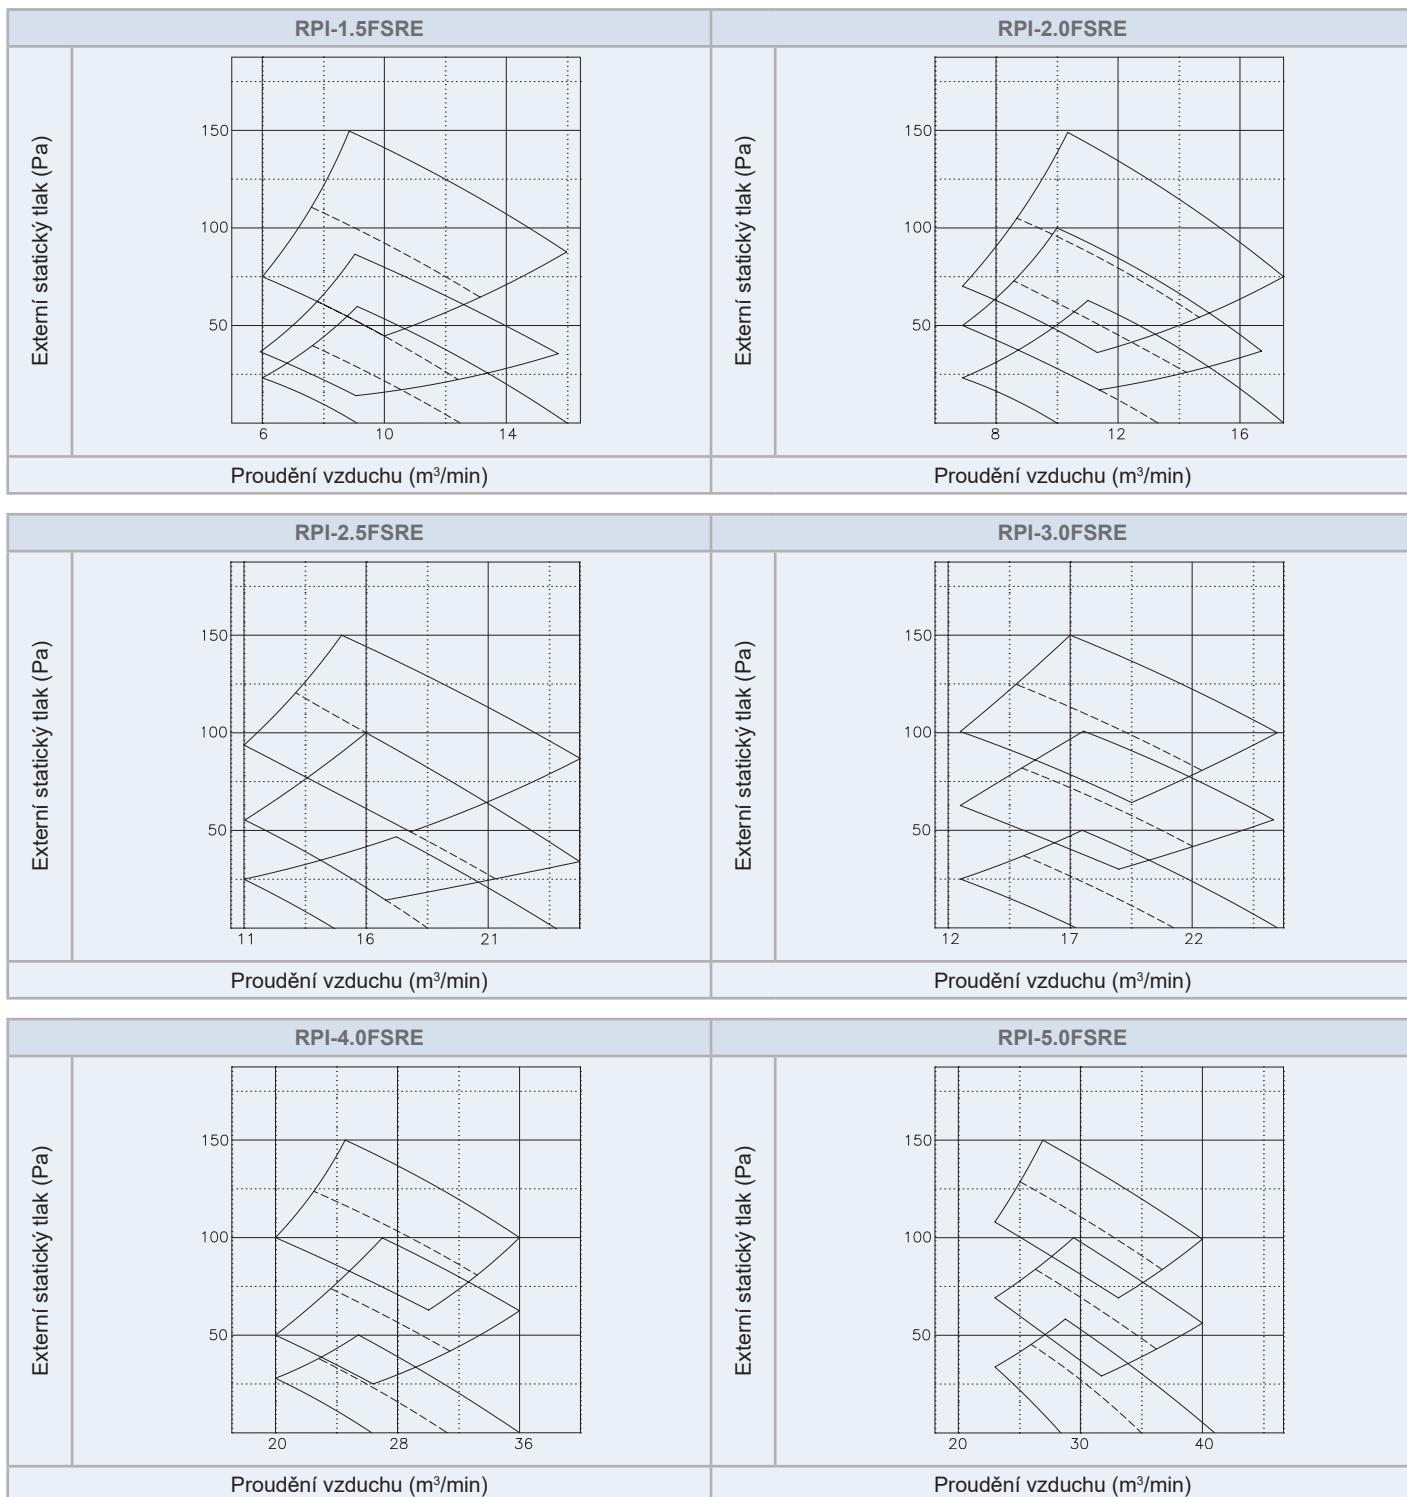 RPI-1.5FSRE
Externí statický tlak (Pa)
150
100
50
6 10 14
Proudění vzduchu (m³/min)
RPI-2.0FSRE
Externí statický tlak (Pa)
150
100
50
8 12 16
Proudění vzduchu (m³/min)
RPI-2.5FSRE
Externí statický tlak (Pa)
150
100
50
11 16 21
Proudění vzduchu (m³/min)
RPI-3.0FSRE
Externí statický tlak (Pa)
150
100
50
12 17 22
Proudění vzduchu (m³/min)
RPI-4.0FSRE
Externí statický tlak (Pa)
150
100
50
20 28 36
Proudění vzduchu (m³/min)
RPI-5.0FSRE
Externí statický tlak (Pa)
150
100
50
20 30 40
Proudění vzduchu (m³/min)